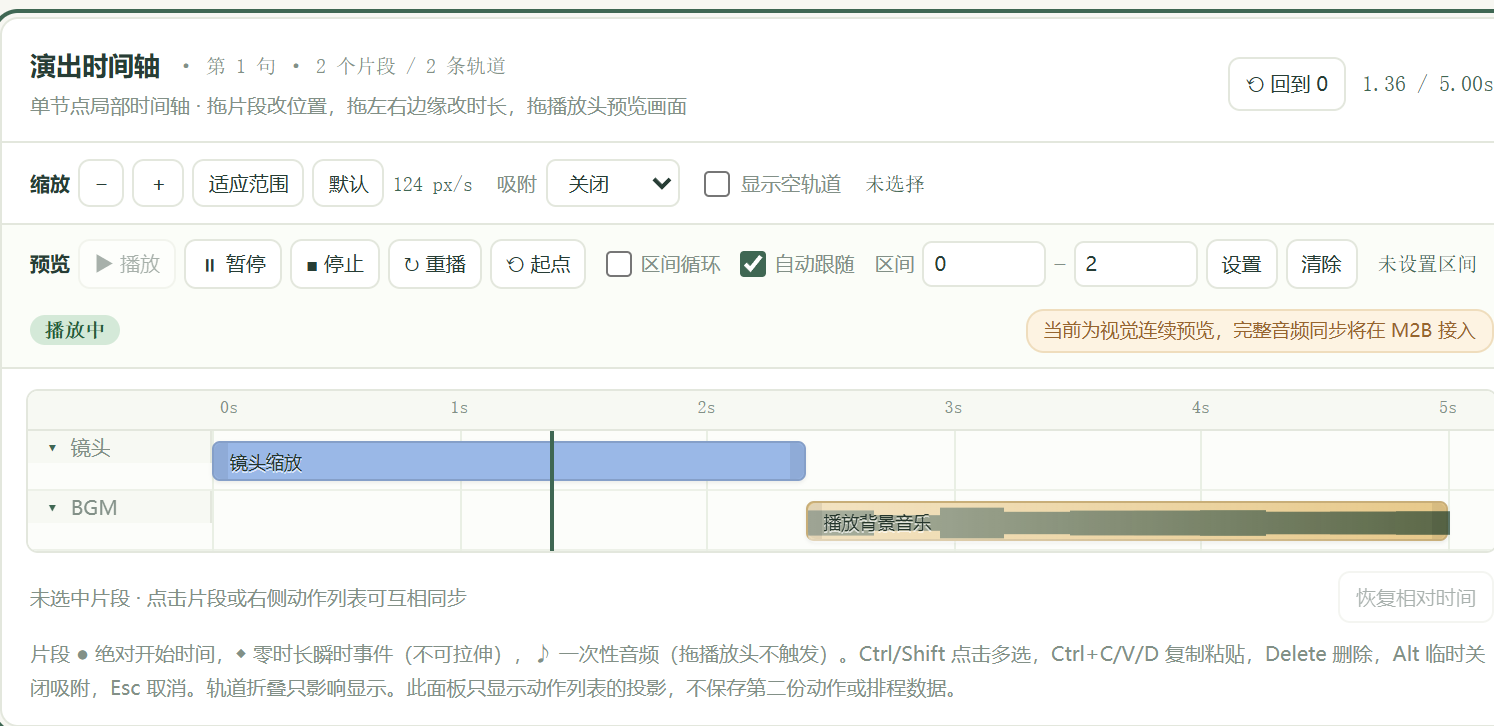 演出时间轴 · 第 1 句 · 2 个片段 / 2 条轨道
单节点局部时间轴 · 拖片段改位置，拖左右边缘改时长，拖播放头预览画面
回到 0 1.36 / 5.00s
缩放 − + 适应范围 默认 124 px/s 吸附 关闭 显示空轨道 未选择
预览 ▶ 播放 ⏸ 暂停 ■ 停止 ↻ 重播 ⟲ 起点 区间循环 自动跟随 区间 0 – 2 设置 清除 未设置区间
播放中 当前为视觉连续预览，完整音频同步将在 M2B 接入
0s 1s 2s 3s 4s 5s
▾ 镜头 镜头缩放
▾ BGM 播放背景音乐
未选中片段 · 点击片段或右侧动作列表可互相同步 恢复相对时间
片段 ● 绝对开始时间，◆ 零时长瞬时事件（不可拉伸），♪ 一次性音频（拖播放头不触发）。Ctrl/Shift 点击多选，Ctrl+C/V/D 复制粘贴，Delete 删除，Alt 临时关
闭吸附，Esc 取消。轨道折叠只影响显示。此面板只显示动作列表的投影，不保存第二份动作或排程数据。